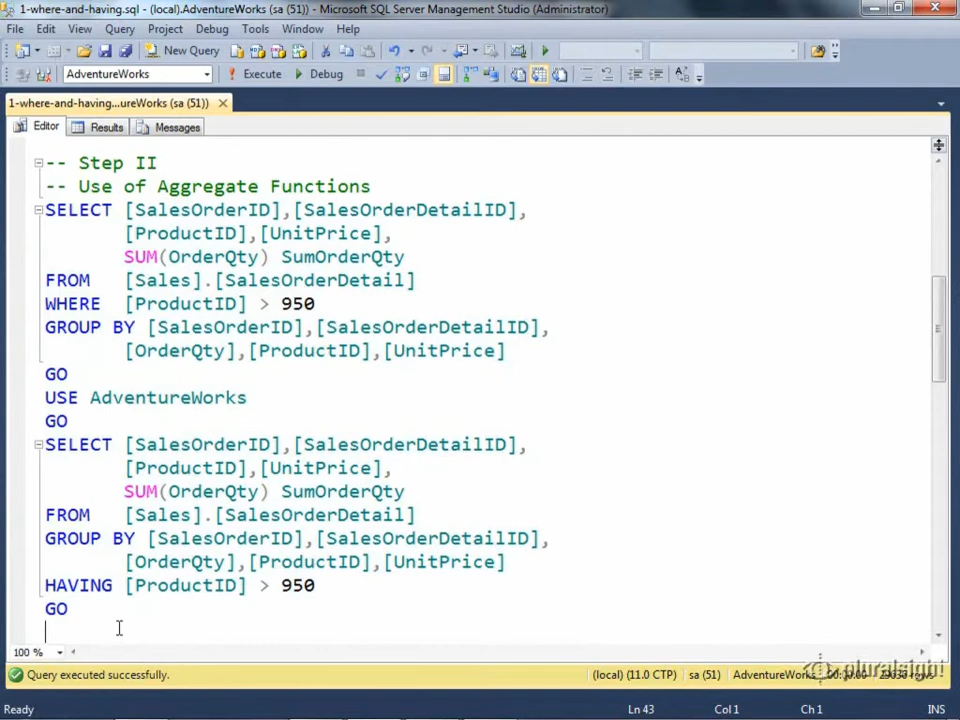 1-where-and-having.sql - (local).AdventureWorks (sa (51)) - Microsoft SQL Server Management Studio (Administrator)
File Edit View Query Project Debug Tools Window Help
New Query
AdventureWorks Execute Debug
1-where-and-having...ureWorks (sa (51))
Editor Results Messages
-- Step II
-- Use of Aggregate Functions
SELECT [SalesOrderID],[SalesOrderDetailID],
[ProductID],[UnitPrice],
SUM(OrderQty) SumOrderQty
FROM [Sales].[SalesOrderDetail]
WHERE [ProductID] > 950
GROUP BY [SalesOrderID],[SalesOrderDetailID],
[OrderQty],[ProductID],[UnitPrice]
GO
USE AdventureWorks
GO
SELECT [SalesOrderID],[SalesOrderDetailID],
[ProductID],[UnitPrice],
SUM(OrderQty) SumOrderQty
FROM [Sales].[SalesOrderDetail]
GROUP BY [SalesOrderID],[SalesOrderDetailID],
[OrderQty],[ProductID],[UnitPrice]
HAVING [ProductID] > 950
GO
100 %
Query executed successfully. (local) (11.0 CTP) sa (51) AdventureWorks
pluralsight
Ready Ln 43 Col 1 Ch 1 INS